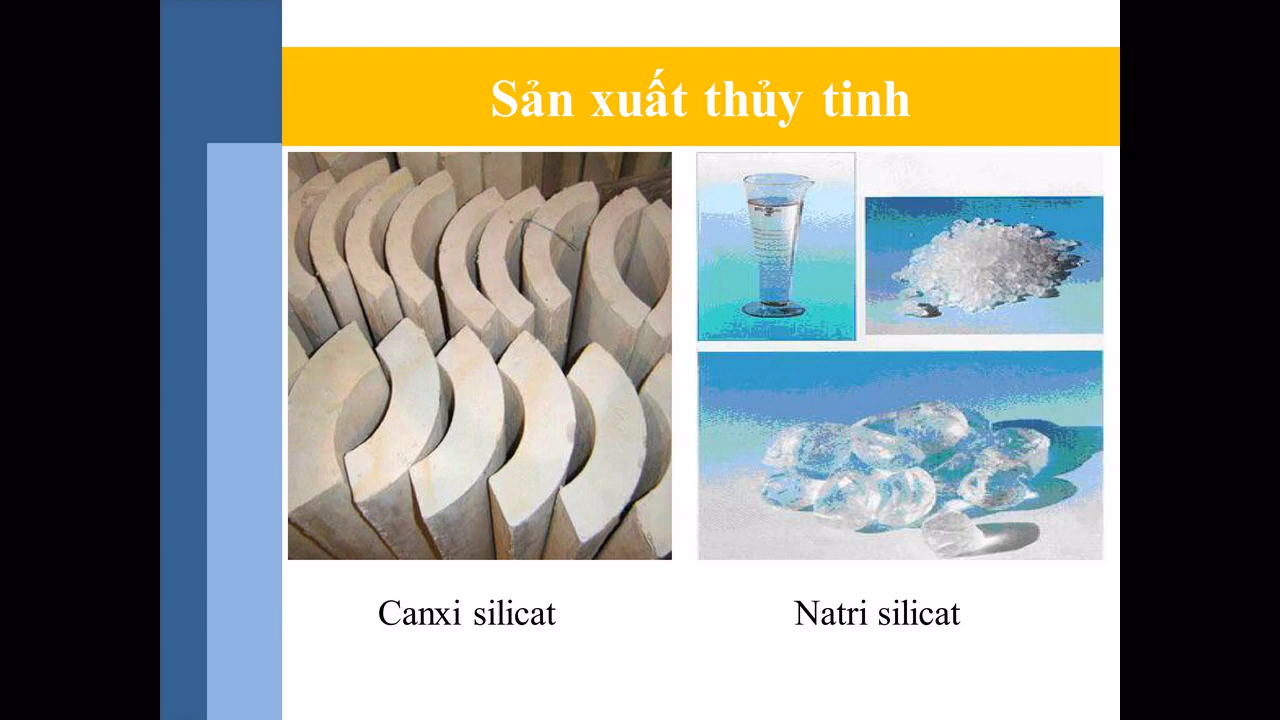 Sản xuất thủy tinh
Canxi silicat
Natri silicat